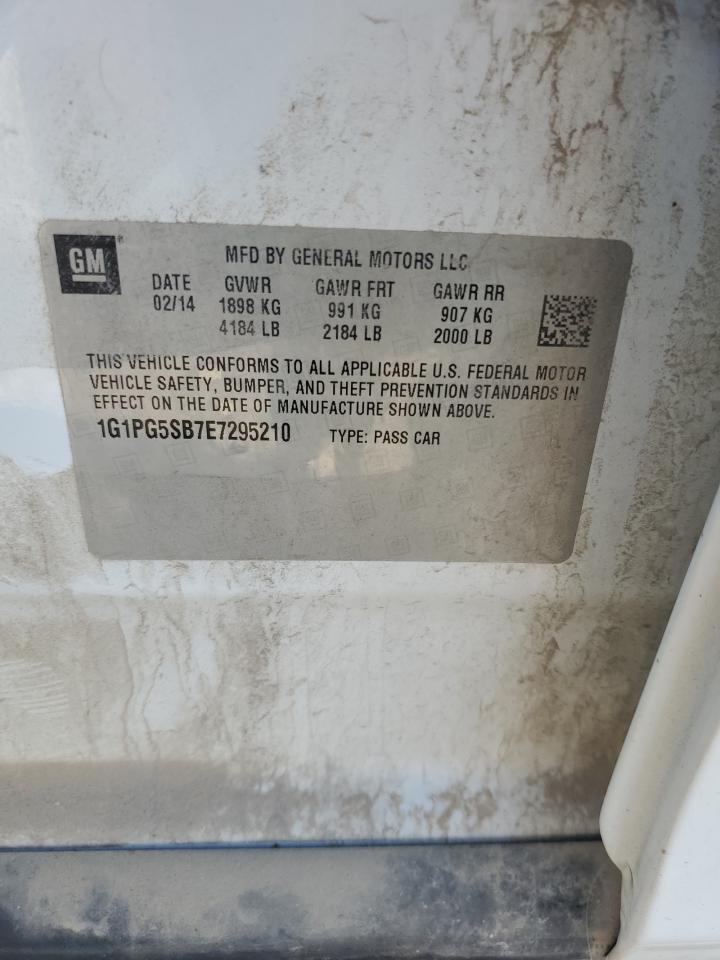 GM
MFD BY GENERAL MOTORS LLC
DATE GVWR GAWR FRT GAWR RR
02/14 1898 KG 991 KG 907 KG
4184 LB 2184 LB 2000 LB
THIS VEHICLE CONFORMS TO ALL APPLICABLE U.S. FEDERAL MOTOR
VEHICLE SAFETY, BUMPER, AND THEFT PREVENTION STANDARDS IN
EFFECT ON THE DATE OF MANUFACTURE SHOWN ABOVE.
1G1PG5SB7E7295210 TYPE: PASS CAR